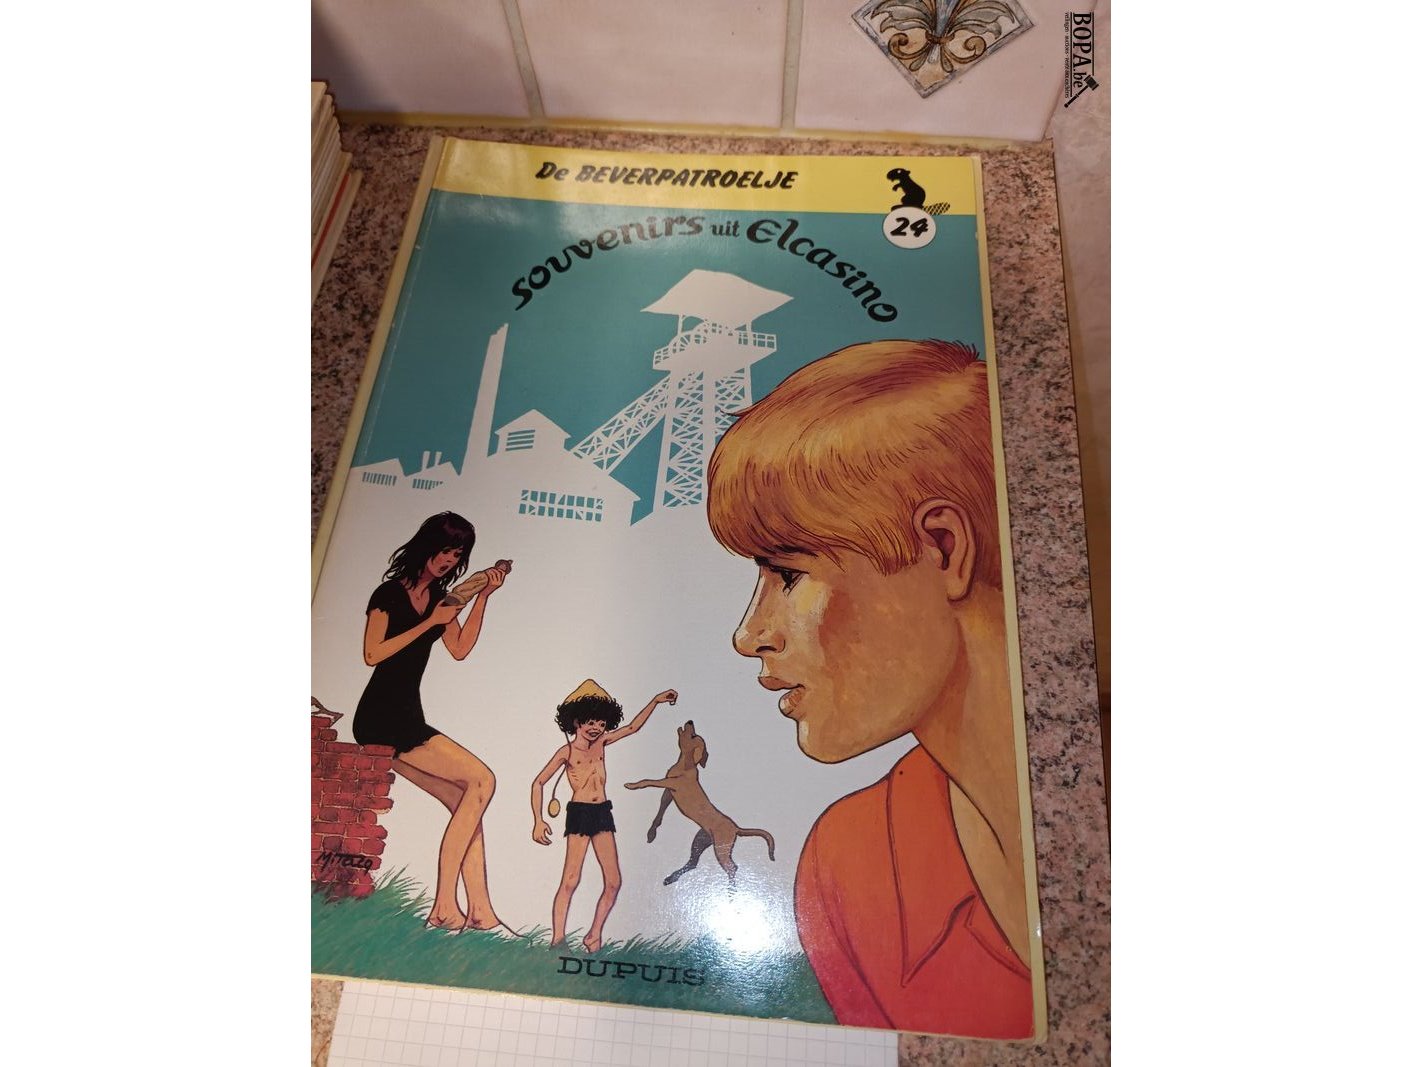 BOPA.be
De BEVERPATROELJE
24
souvenirs uit Elcasino
MiTacq
DUPUIS